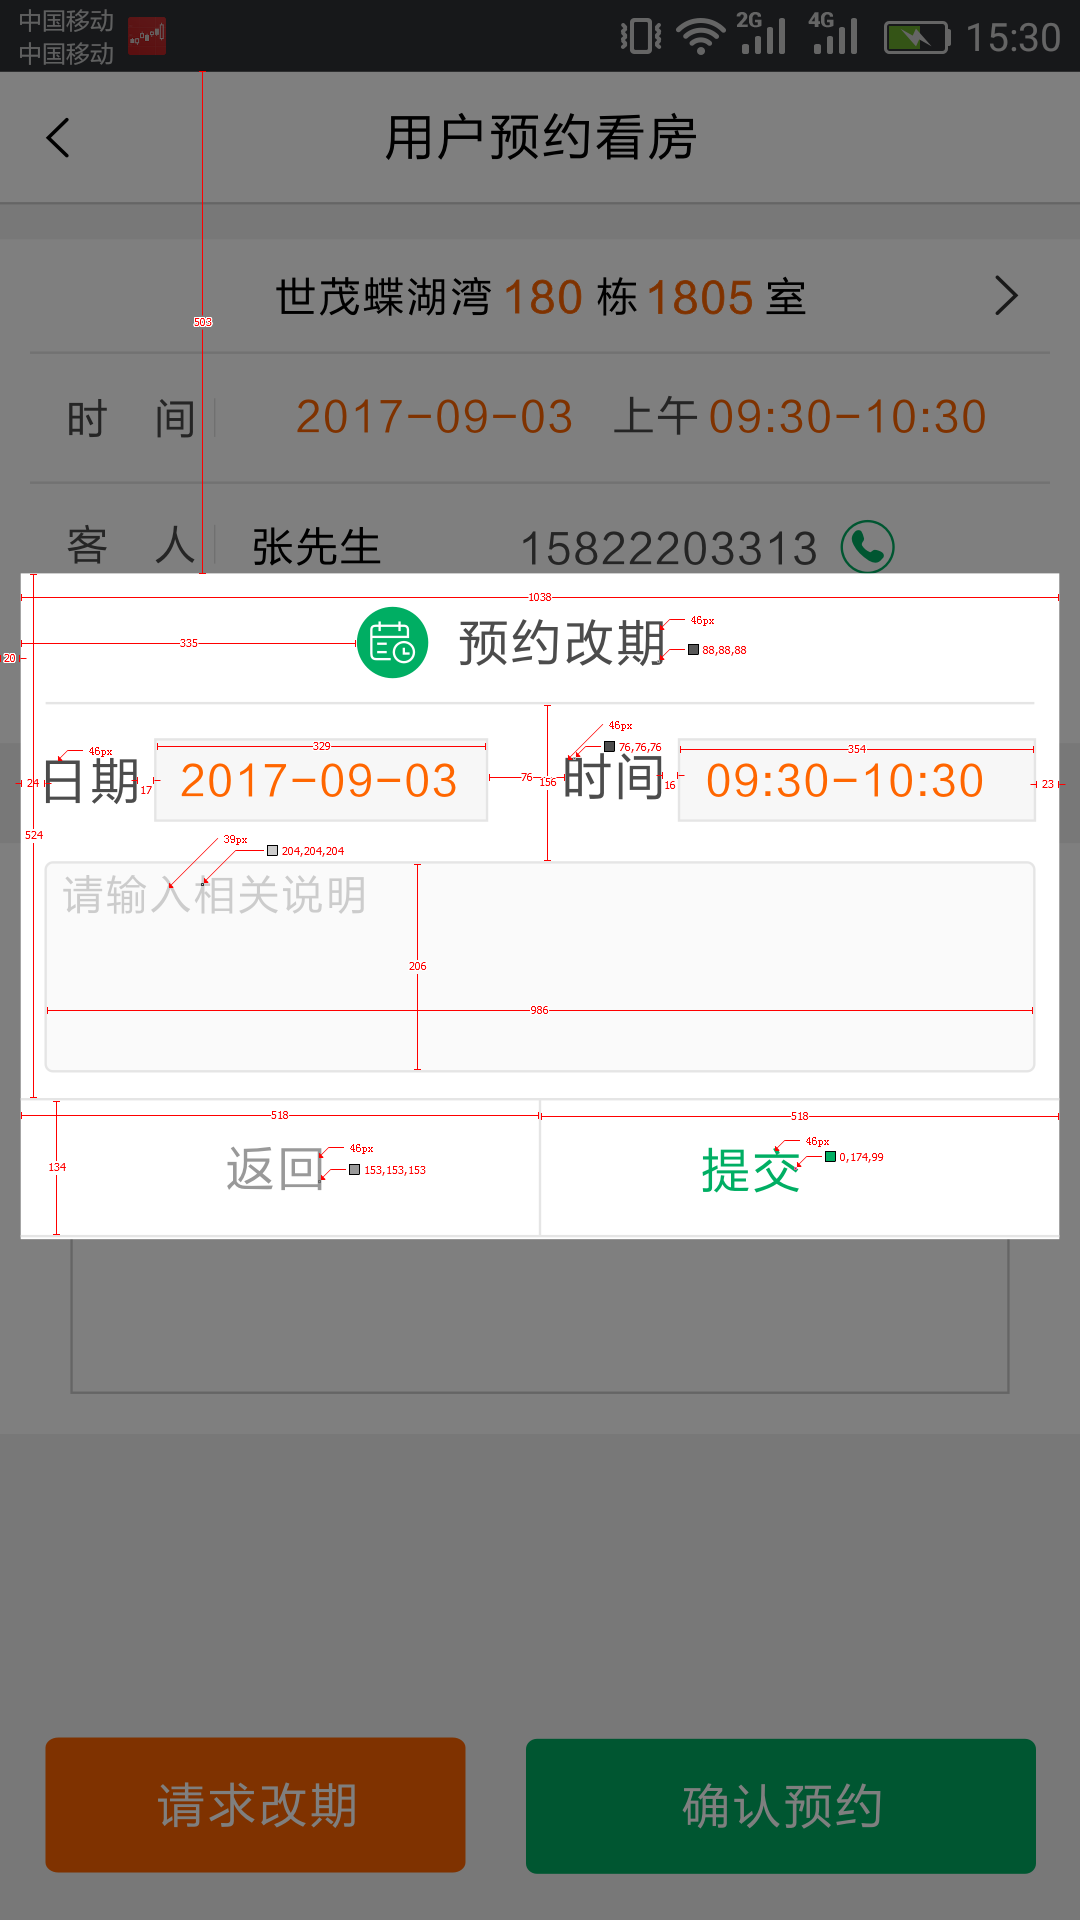 中国移动
中国移动
2G
4G
15:30
用户预约看房
世茂蝶湖湾 180 栋 1805 室
503
时 间 2017-09-03 上午 09:30-10:30
客 人 张先生 15822203313
1038
335
预约改期
46px
88,88,88
20
46px
46px
76,76,76
329
354
日期 2017-09-03
时间 09:30-10:30
24
17
76
156
16
23
524
39px
204,204,204
请输入相关说明
206
986
518
518
134
返回
46px
153,153,153
提交
46px
0,174,99
请求改期
确认预约